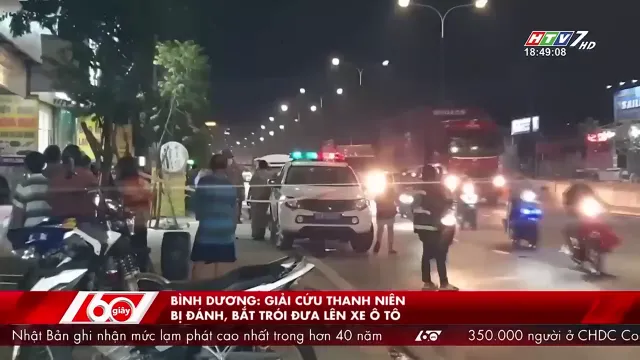 HTV7 HD
18:49:08
60 giây
BÌNH DƯƠNG: GIẢI CỨU THANH NIÊN
BỊ ĐÁNH, BẮT TRÓI ĐƯA LÊN XE Ô TÔ
Nhật Bản ghi nhận mức lạm phát cao nhất trong hơn 40 năm
60
350.000 người ở CHDC Co